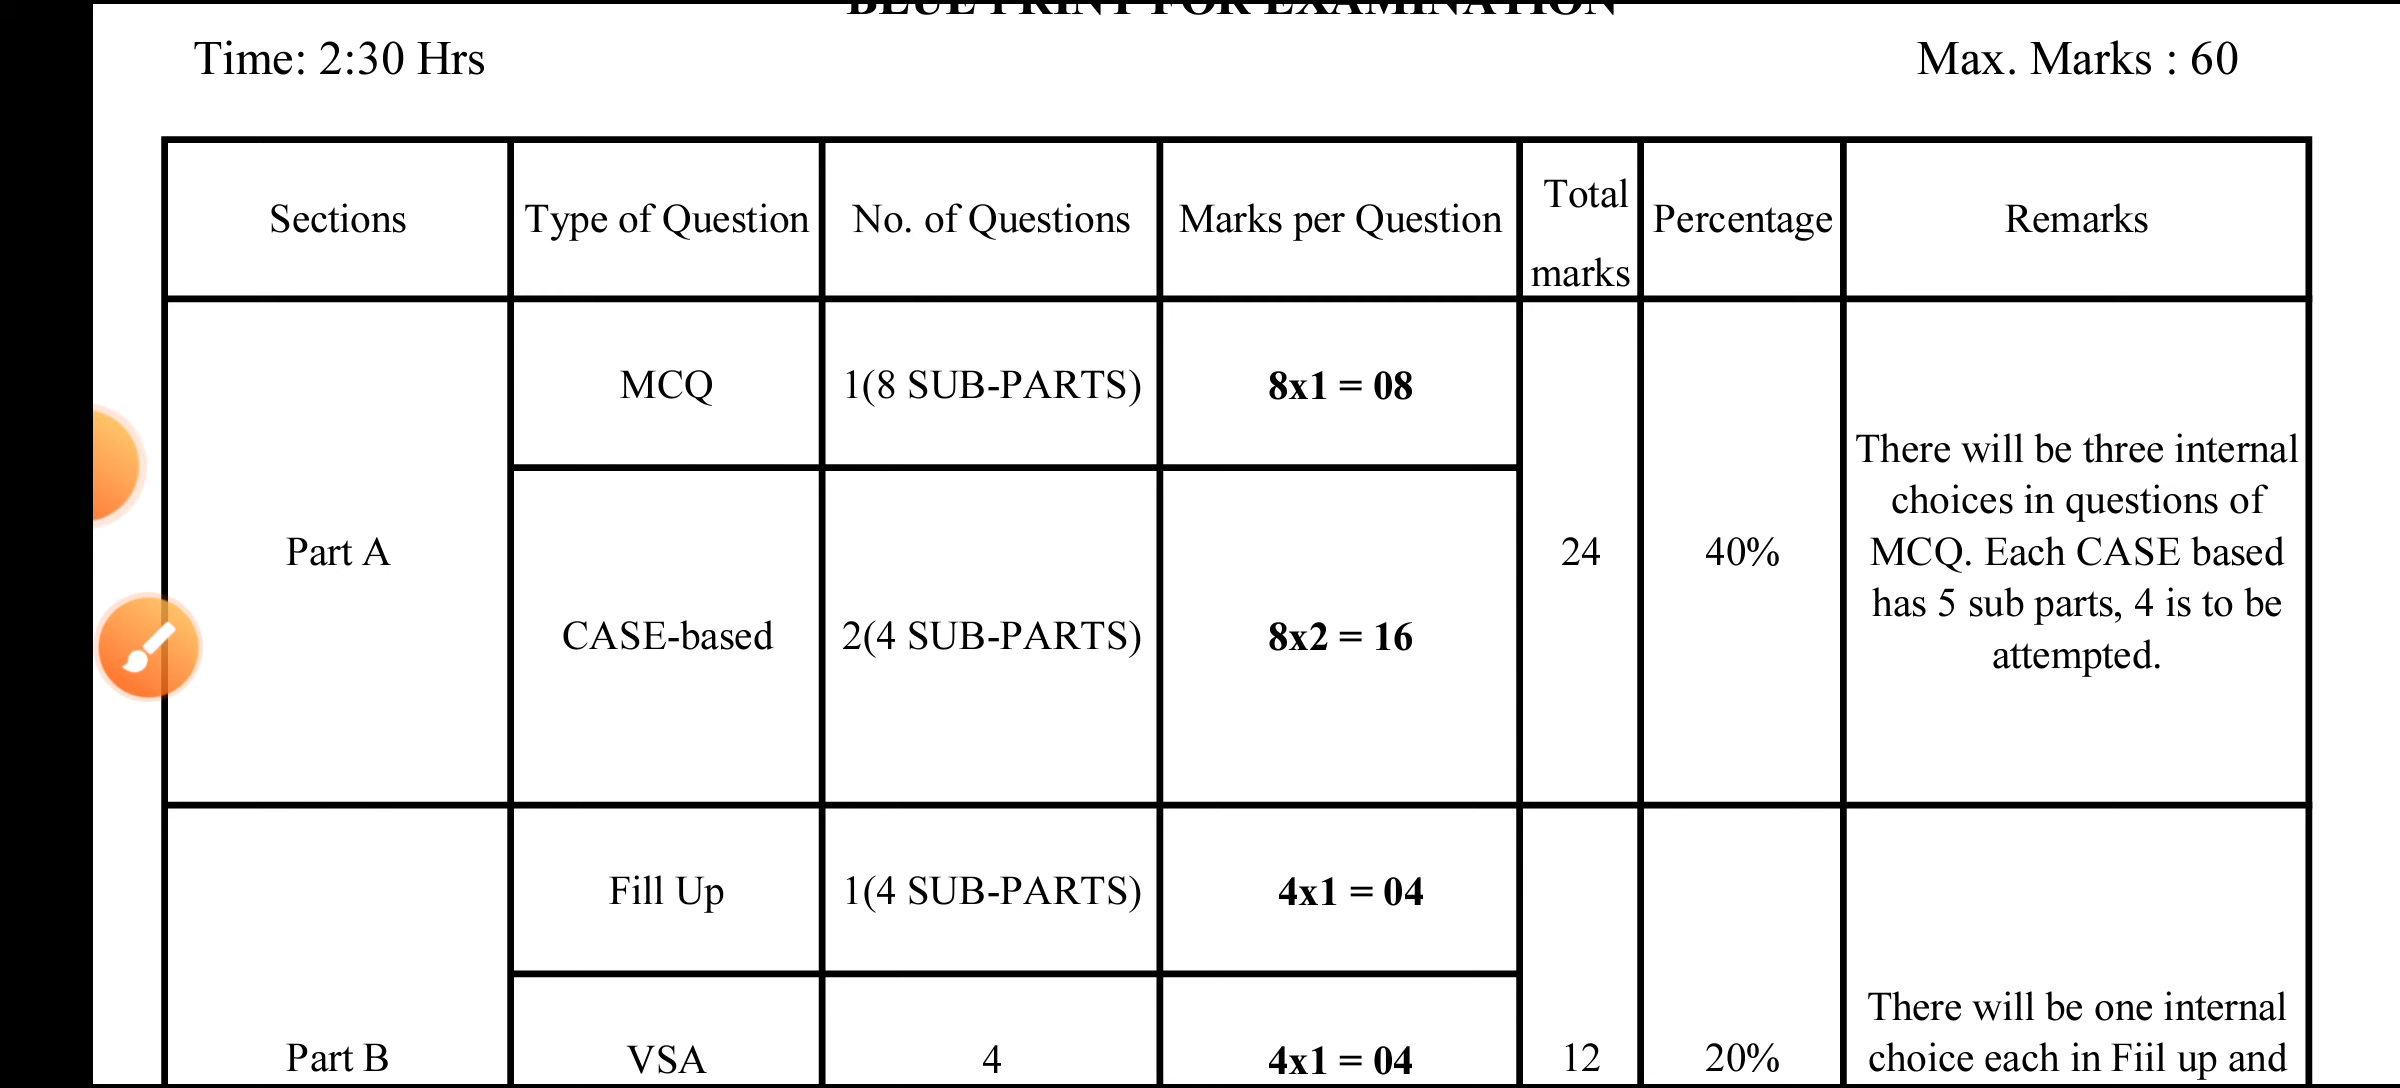 BLUE PRINT FOR EXAMINATION
Time: 2:30 Hrs
Max. Marks : 60
Sections
Type of Question
No. of Questions
Marks per Question
Total
marks
Percentage
Remarks
Part A
MCQ
1(8 SUB-PARTS)
8x1 = 08
CASE-based
2(4 SUB-PARTS)
8x2 = 16
24
40%
There will be three internal
choices in questions of
MCQ. Each CASE based
has 5 sub parts, 4 is to be
attempted.
Part B
Fill Up
1(4 SUB-PARTS)
4x1 = 04
VSA
4
4x1 = 04
12
20%
There will be one internal
choice each in Fiil up and